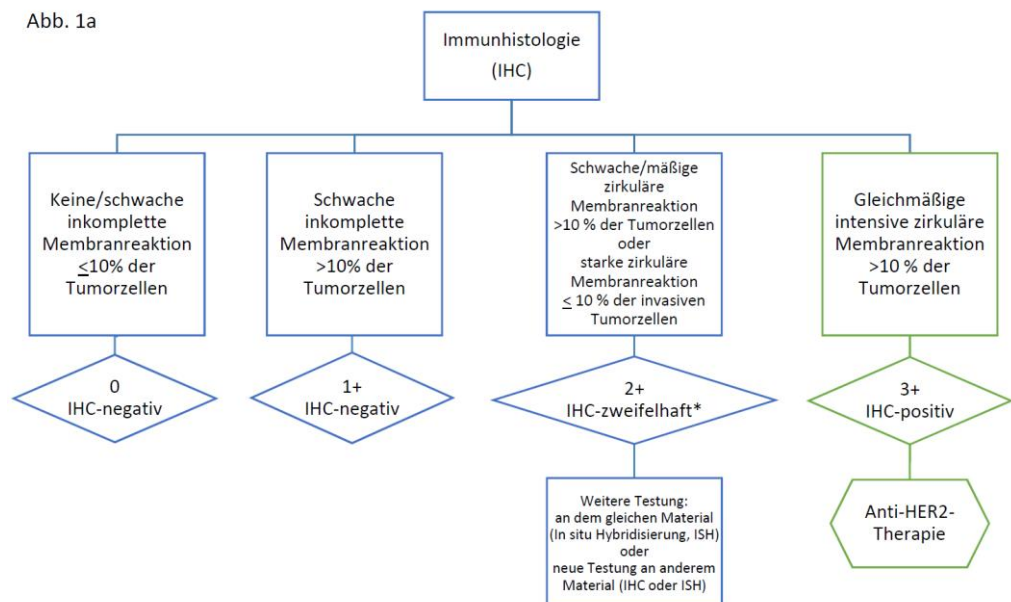 Abb. 1a
Immunhistologie
(IHC)
Keine/schwache
inkomplette
Membranreaktion
≤10% der
Tumorzellen
Schwache
inkomplette
Membranreaktion
>10% der
Tumorzellen
Schwache/mäßige
zirkuläre
Membranreaktion
>10 % der Tumorzellen
oder
starke zirkuläre
Membranreaktion
≤ 10 % der invasiven
Tumorzellen
Gleichmäßige
intensive zirkuläre
Membranreaktion
>10 % der
Tumorzellen
0
IHC-negativ
1+
IHC-negativ
2+
IHC-zweifelhaft*
3+
IHC-positiv
Weitere Testung:
an dem gleichen Material
(In situ Hybridisierung, ISH)
oder
neue Testung an anderem
Material (IHC oder ISH)
Anti-HER2-
Therapie